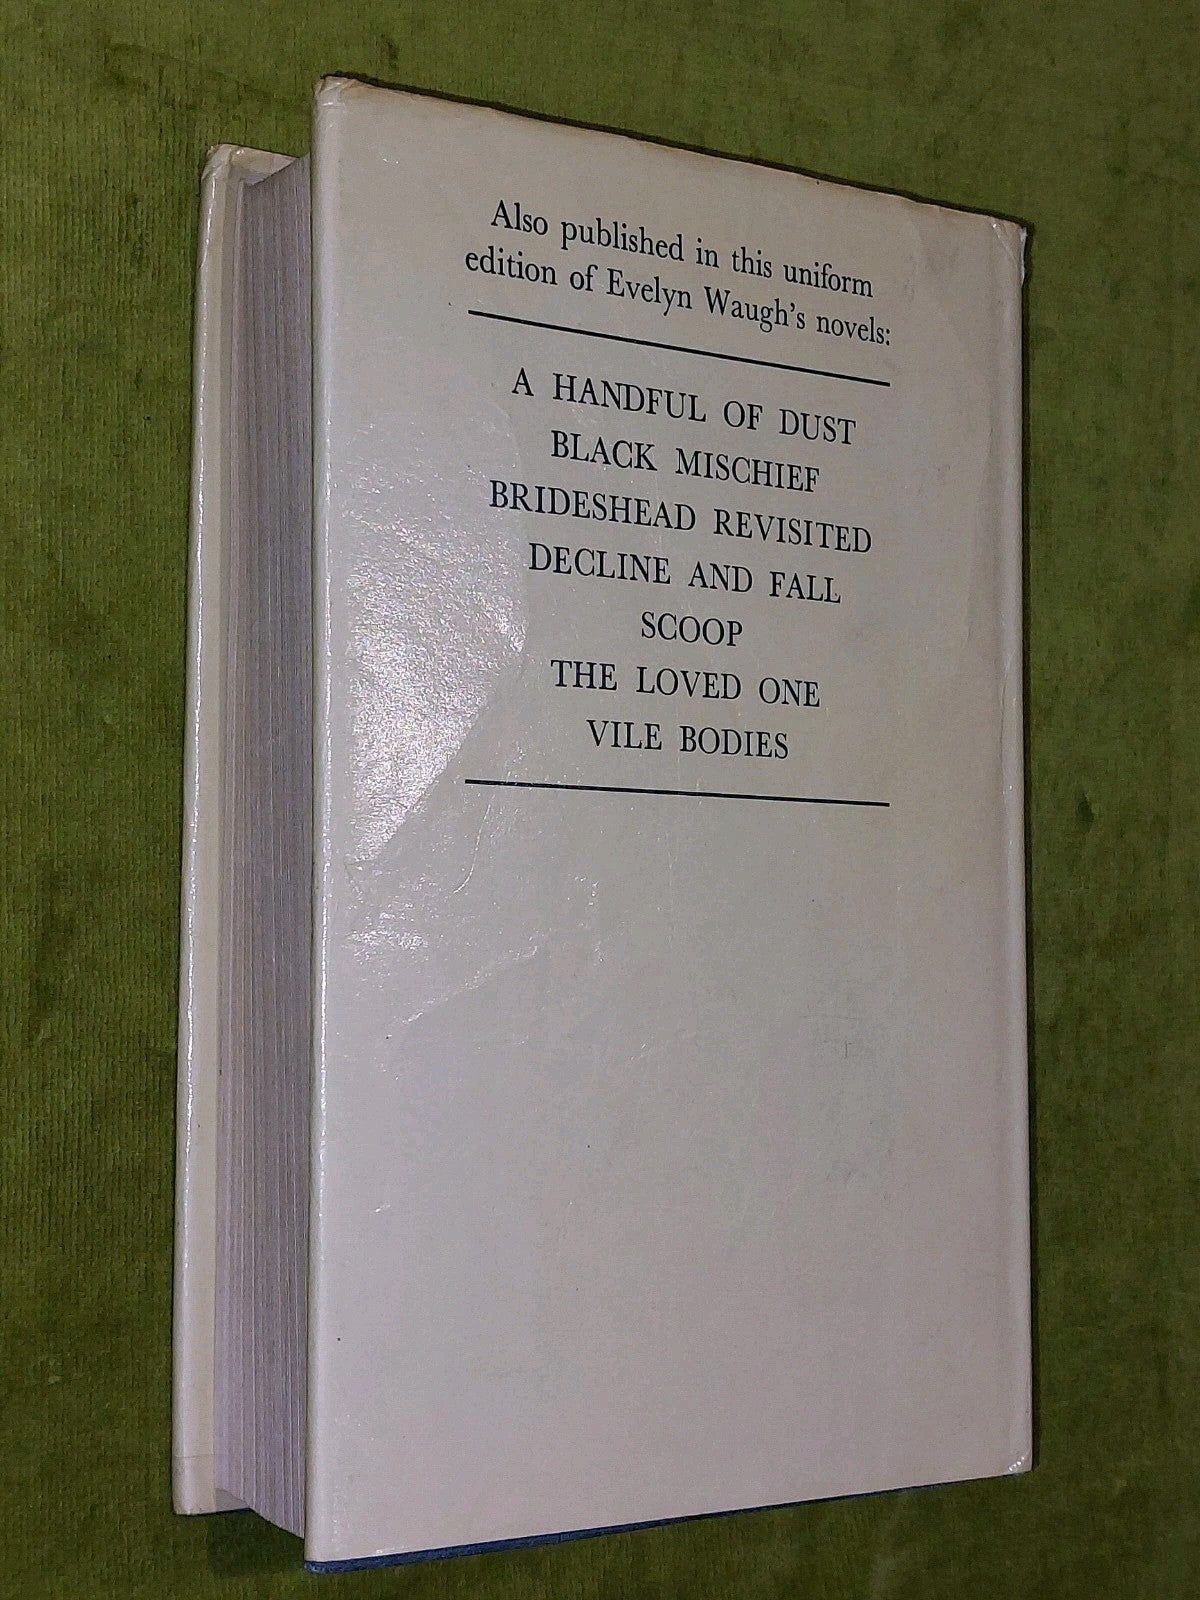 Also published in this uniform
edition of Evelyn Waugh's novels:
A HANDFUL OF DUST
BLACK MISCHIEF
BRIDESHEAD REVISITED
DECLINE AND FALL
SCOOP
THE LOVED ONE
VILE BODIES